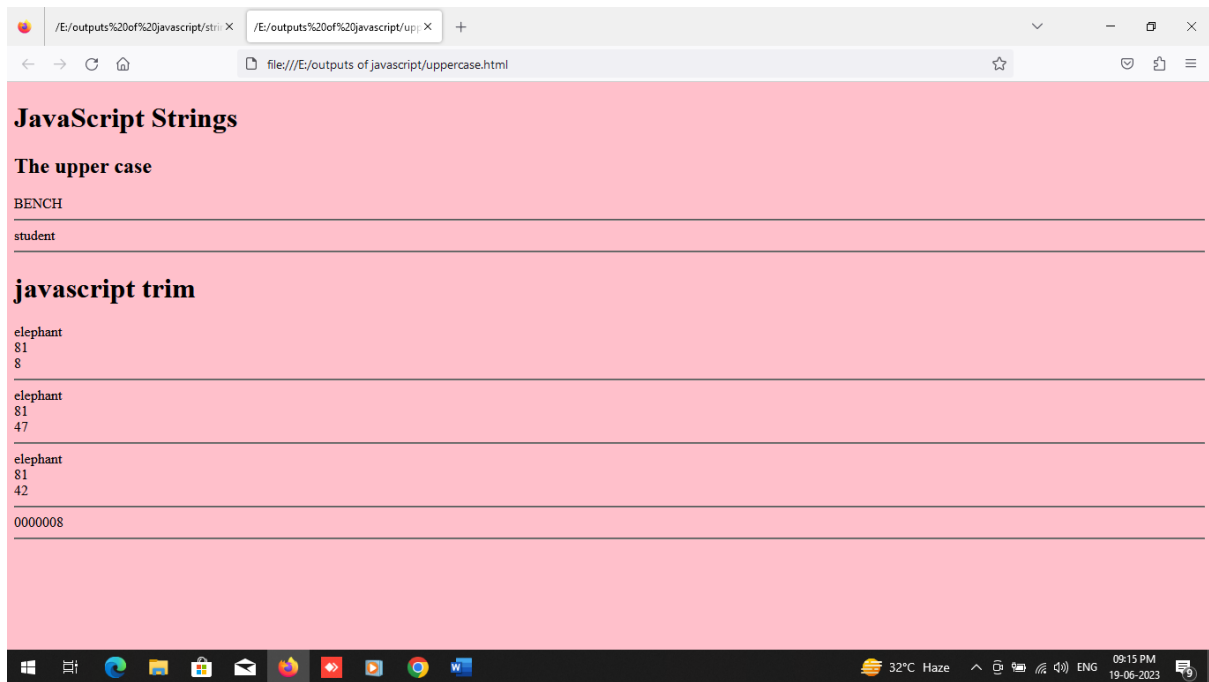 /E:/outputs%20of%20javascript/stri
/E:/outputs%20of%20javascript/upp
file:///E:/outputs of javascript/uppercase.html
JavaScript Strings
The upper case
BENCH
student
javascript trim
elephant
81
8
elephant
81
47
elephant
81
42
0000008
32°C Haze
ENG
09:15 PM
19-06-2023
9